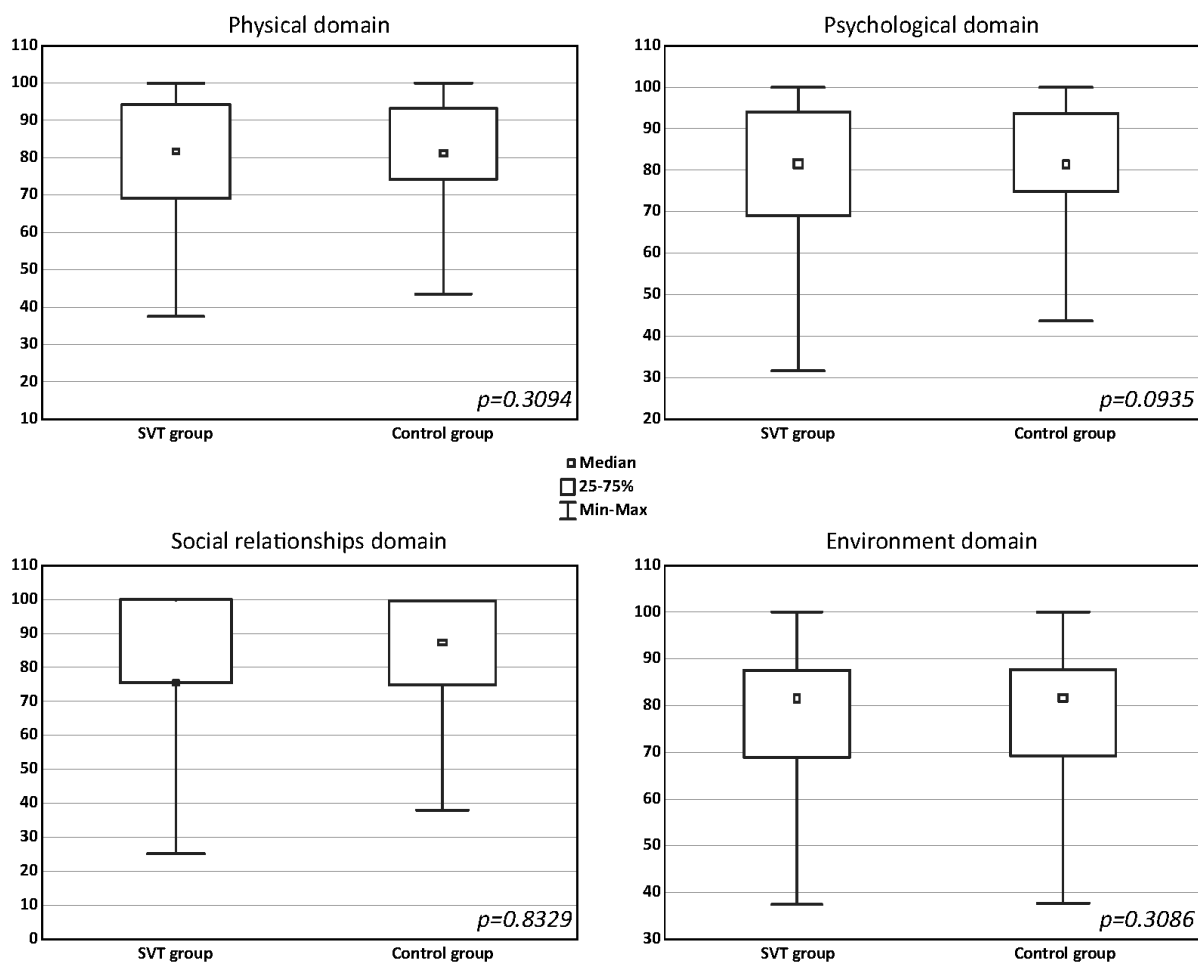 Physical domain
110
100
90
80
70
60
50
40
30
20
10
p=0.3094
SVT group
Control group
Psychological domain
110
100
90
80
70
60
50
40
30
20
p=0.0935
SVT group
Control group
Median
25-75%
Min-Max
Social relationships domain
110
100
90
80
70
60
50
40
30
20
10
0
p=0.8329
SVT group
Control group
Environment domain
110
100
90
80
70
60
50
40
30
p=0.3086
SVT group
Control group